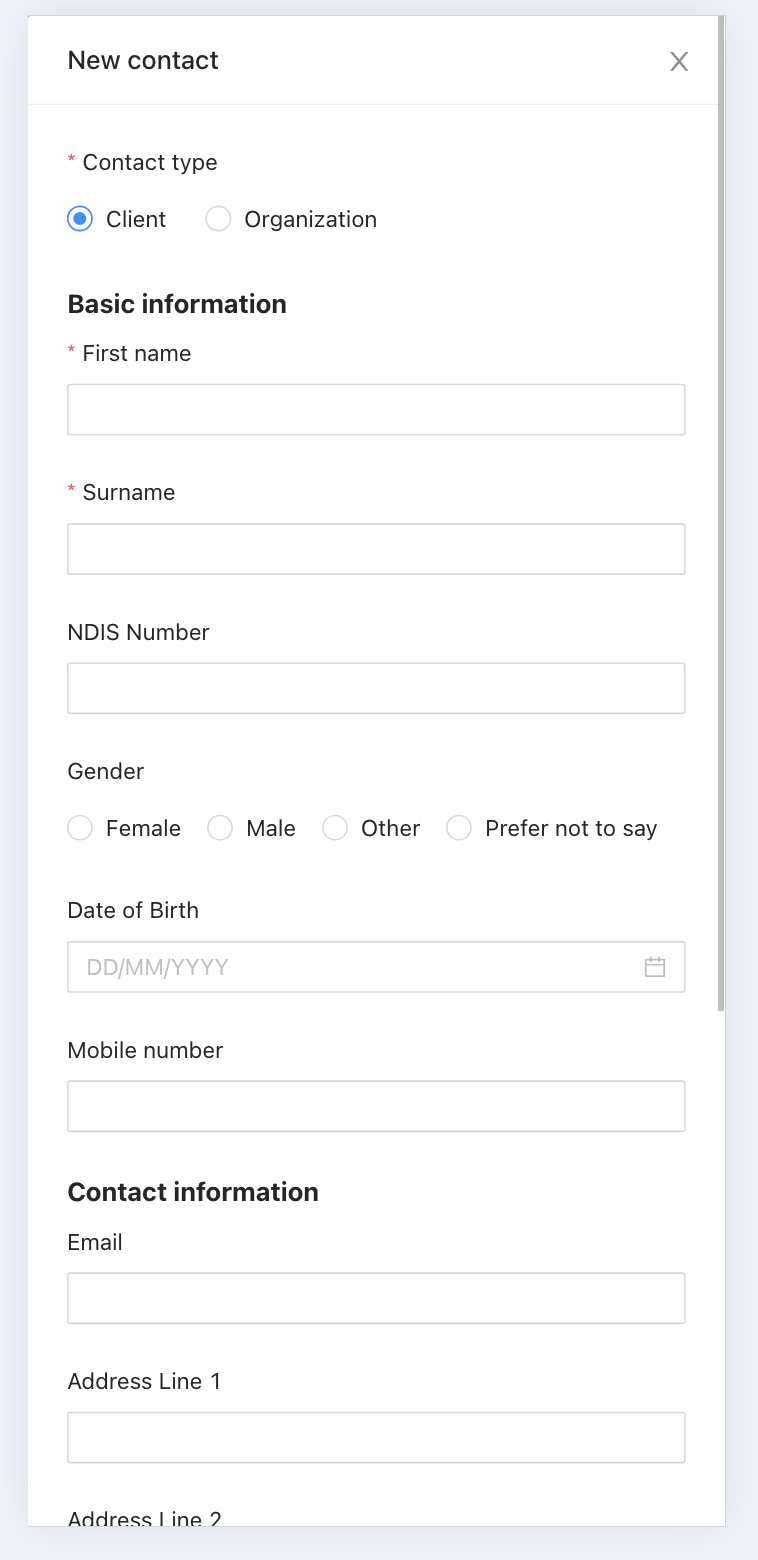 New contact
* Contact type
Client Organization
Basic information
* First name
* Surname
NDIS Number
Gender
Female Male Other Prefer not to say
Date of Birth
DD/MM/YYYY
Mobile number
Contact information
Email
Address Line 1
Address Line 2